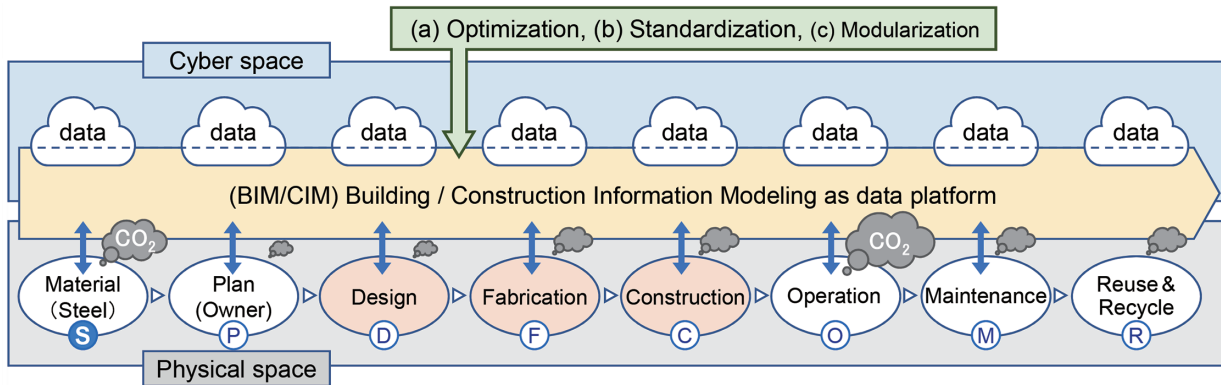 (a) Optimization, (b) Standardization, (c) Modularization
Cyber space
data
data
data
data
data
data
data
data
(BIM/CIM) Building / Construction Information Modeling as data platform
CO₂
CO₂
Material
(Steel)
Plan
(Owner)
Design
Fabrication
Construction
Operation
Maintenance
Reuse &
Recycle
S
P
D
F
C
O
M
R
Physical space